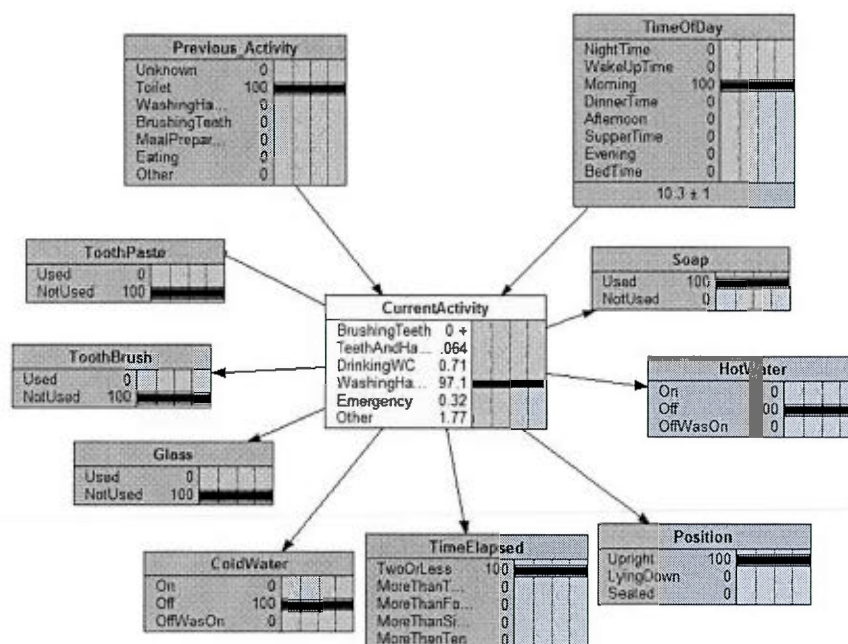 Previous_Activity
Unknown 0
Toilet 100
WashingHa... 0
BrushingTeeth 0
MealPrepar... 0
Eating 0
Other 0
TimeOfDay
NightTime 0
WakeUpTime 0
Morning 100
DinnerTime 0
Afternoon 0
SupperTime 0
Evening 0
BedTime 0
10.3 ± 1
ToothPaste
Used 0
NotUsed 100
Soap
Used 100
NotUsed 0
CurrentActivity
BrushingTeeth 0 +
TeethAndHa... .064
DrinkingWC 0.71
WashingHa... 97.1
Emergency 0.32
Other 1.77
ToothBrush
Used 0
NotUsed 100
HotWater
On 0
Off 00
OffWasOn 0
Glass
Used 0
NotUsed 100
ColdWater
On 0
Off 100
OffWasOn 0
TimeElapsed
TwoOrLess 100
MoreThanT... 0
MoreThanFo... 0
MoreThanSi... 0
MoreThanTen 0
Position
Upright 100
LyingDown 0
Seated 0